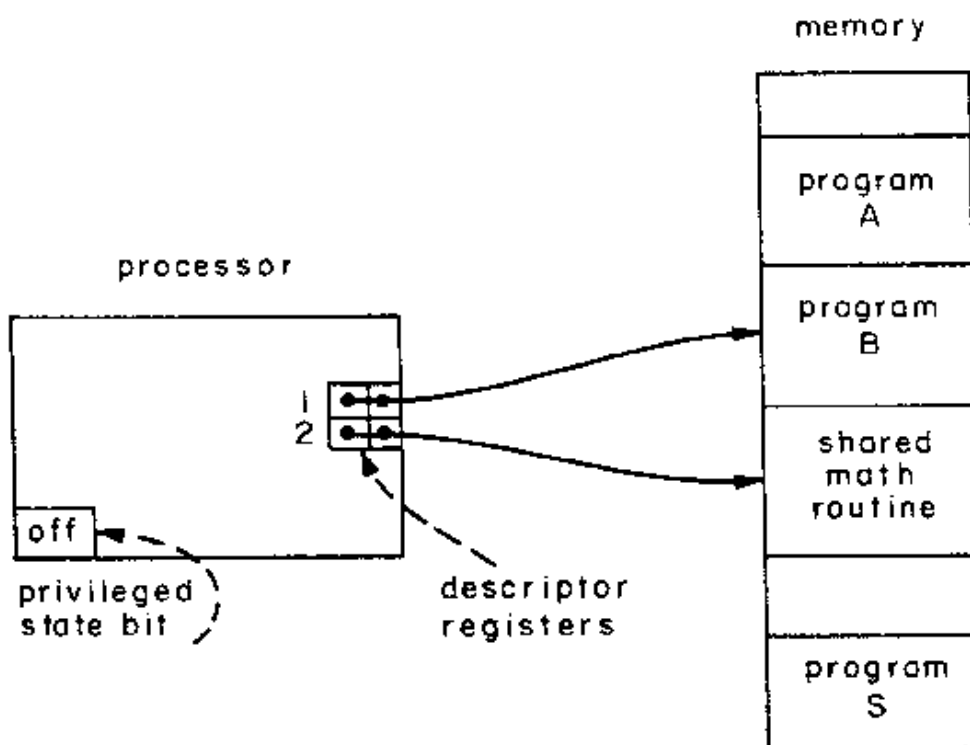 memory
program
A
processor
program
B
1
2
shared
math
routine
off
privileged
state bit
descriptor
registers
program
S